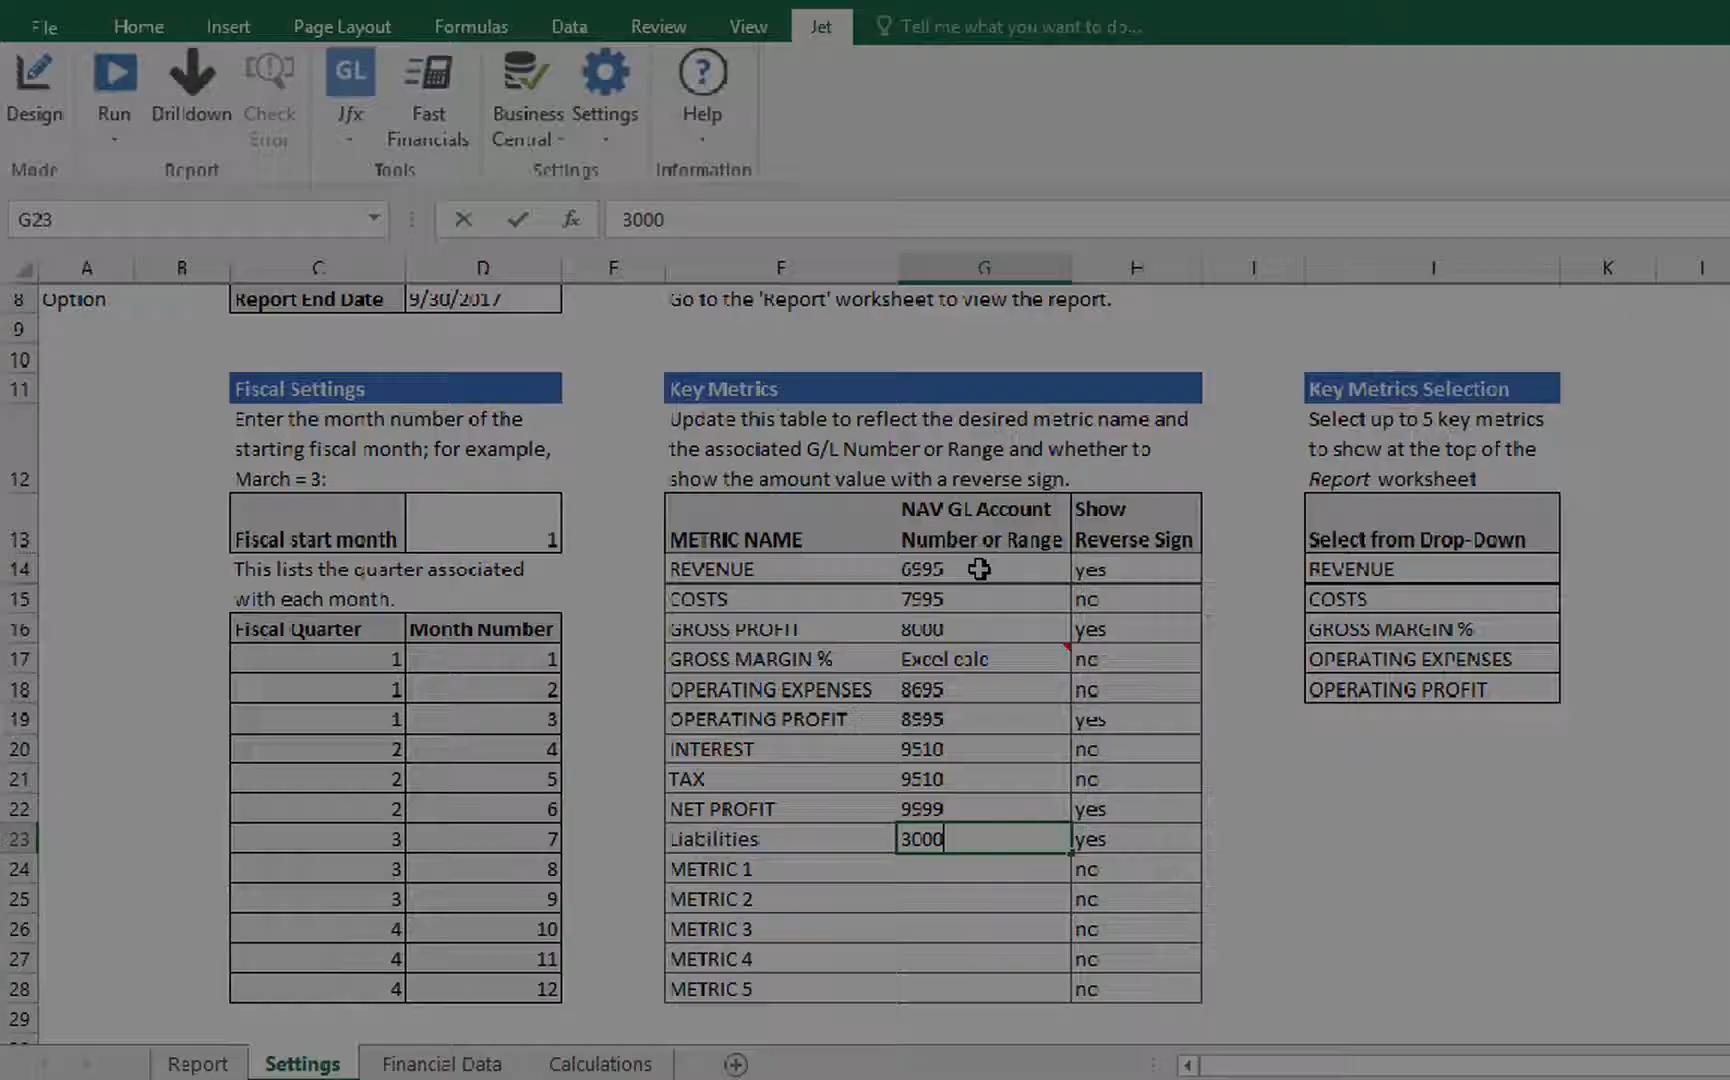 File Home Insert Page Layout Formulas Data Review View Jet Tell me what you want to do...
Design Run Drilldown Check Error Jfx Fast Financials Business Central Settings Help
Mode Report Tools Settings Information
G23 3000
A B C D E F G H I J K
8 Option Report End Date 9/30/2017 Go to the 'Report' worksheet to view the report.
9
10
11 Fiscal Settings Key Metrics Key Metrics Selection
Enter the month number of the Update this table to reflect the desired metric name and Select up to 5 key metrics
starting fiscal month; for example, the associated G/L Number or Range and whether to to show at the top of the
12 March = 3: show the amount value with a reverse sign. Report worksheet
NAV GL Account Show
13 Fiscal start month 1 METRIC NAME Number or Range Reverse Sign Select from Drop-Down
14 This lists the quarter associated REVENUE 6995 yes REVENUE
15 with each month. COSTS 7995 no COSTS
16 Fiscal Quarter Month Number GROSS PROFIT 8000 yes GROSS MARGIN %
17 1 1 GROSS MARGIN % Excel calc no OPERATING EXPENSES
18 1 2 OPERATING EXPENSES 8695 no OPERATING PROFIT
19 1 3 OPERATING PROFIT 8995 yes
20 2 4 INTEREST 9510 no
21 2 5 TAX 9510 no
22 2 6 NET PROFIT 9999 yes
23 3 7 Liabilities 3000 yes
24 3 8 METRIC 1 no
25 3 9 METRIC 2 no
26 4 10 METRIC 3 no
27 4 11 METRIC 4 no
28 4 12 METRIC 5 no
29
Report Settings Financial Data Calculations